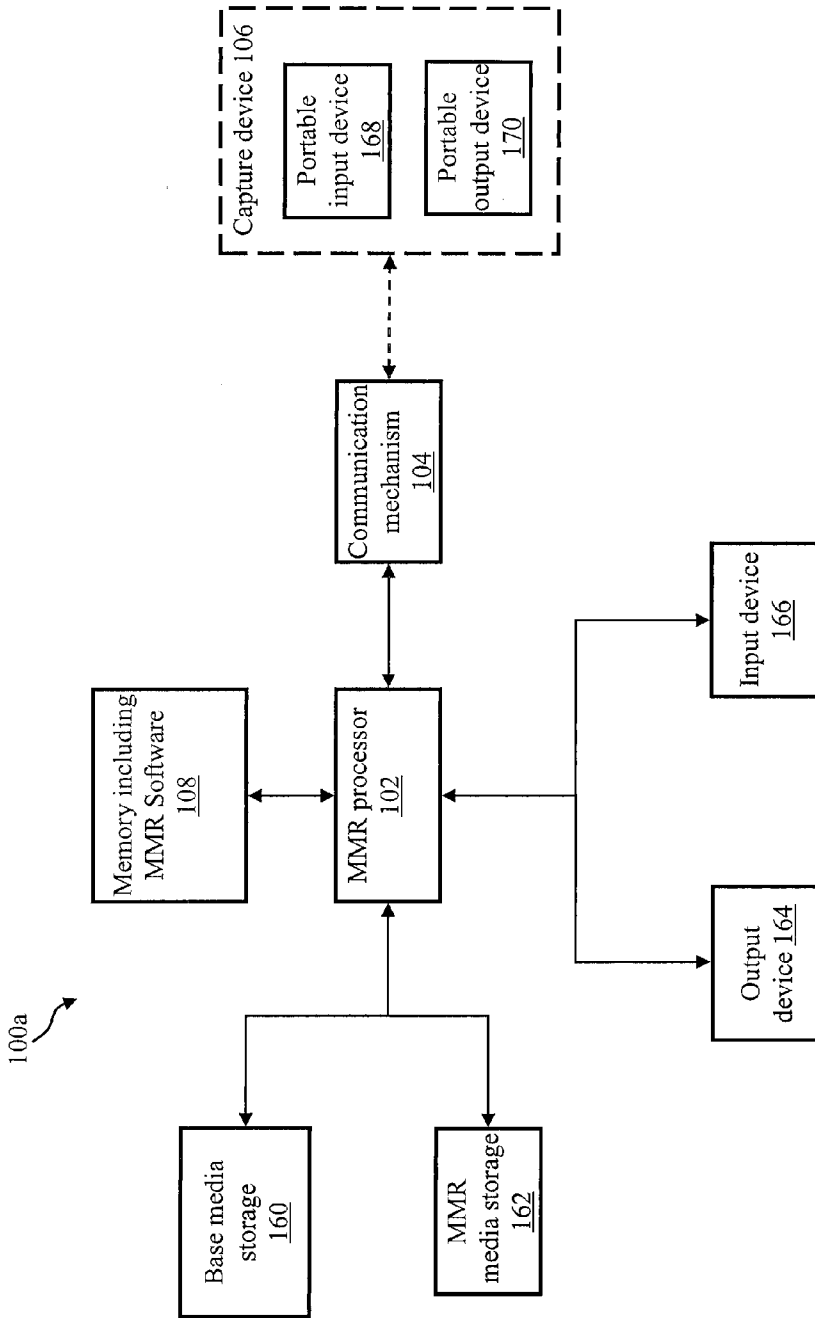 100a
Base media
storage
160
MMR
media storage
162
Memory including
MMR Software
108
MMR processor
102
Output
device 164
Input device
166
Communication
mechanism
104
Capture device 106
Portable
input device
168
Portable
output device
170